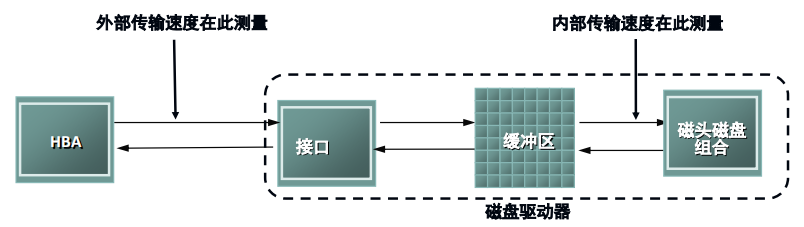 外部传输速度在此测量
内部传输速度在此测量
HBA
接口
缓冲区
磁头磁盘
组合
磁盘驱动器